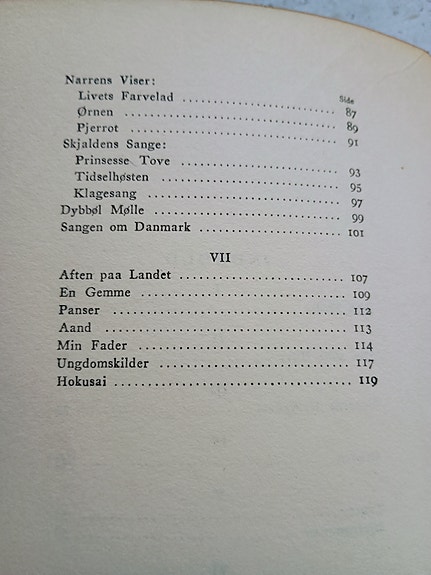 Narrens Viser:
Side
Livets Farvelad ........................ 87
Ørnen ........................ 89
Pjerrot ........................ 91
Skjaldens Sange:
Prinsesse Tove ........................ 93
Tidselhøsten ........................ 95
Klagesang ........................ 97
Dybbøl Mølle ........................ 99
Sangen om Danmark ........................ 101
VII
Aften paa Landet ........................ 107
En Gemme ........................ 109
Panser ........................ 112
Aand ........................ 113
Min Fader ........................ 114
Ungdomskilder ........................ 117
Hokusai ........................ 119